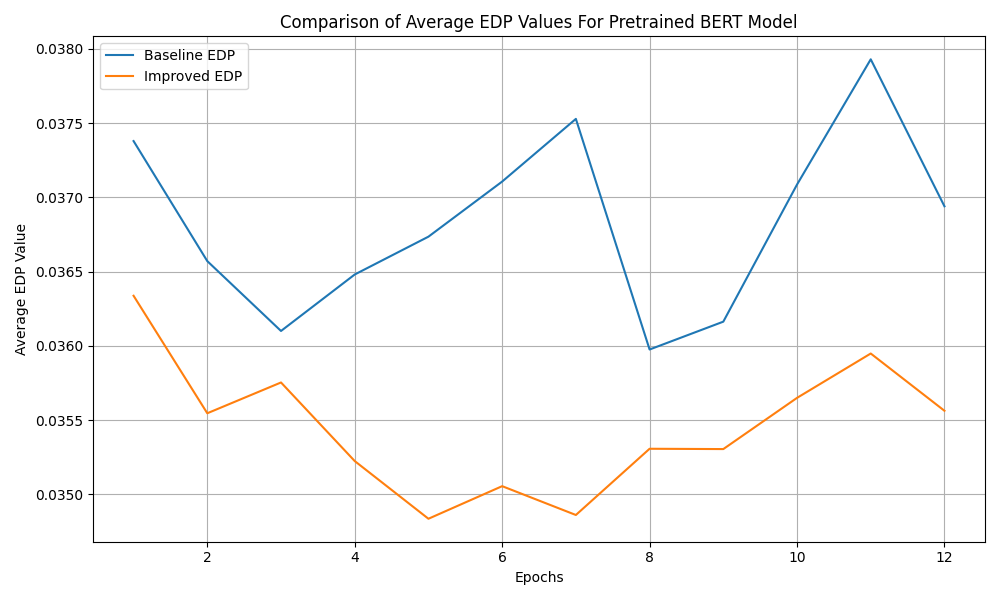 Comparison of Average EDP Values For Pretrained BERT Model
Baseline EDP
Improved EDP
0.0380
0.0375
0.0370
0.0365
0.0360
0.0355
0.0350
Average EDP Value
2 4 6 8 10 12
Epochs